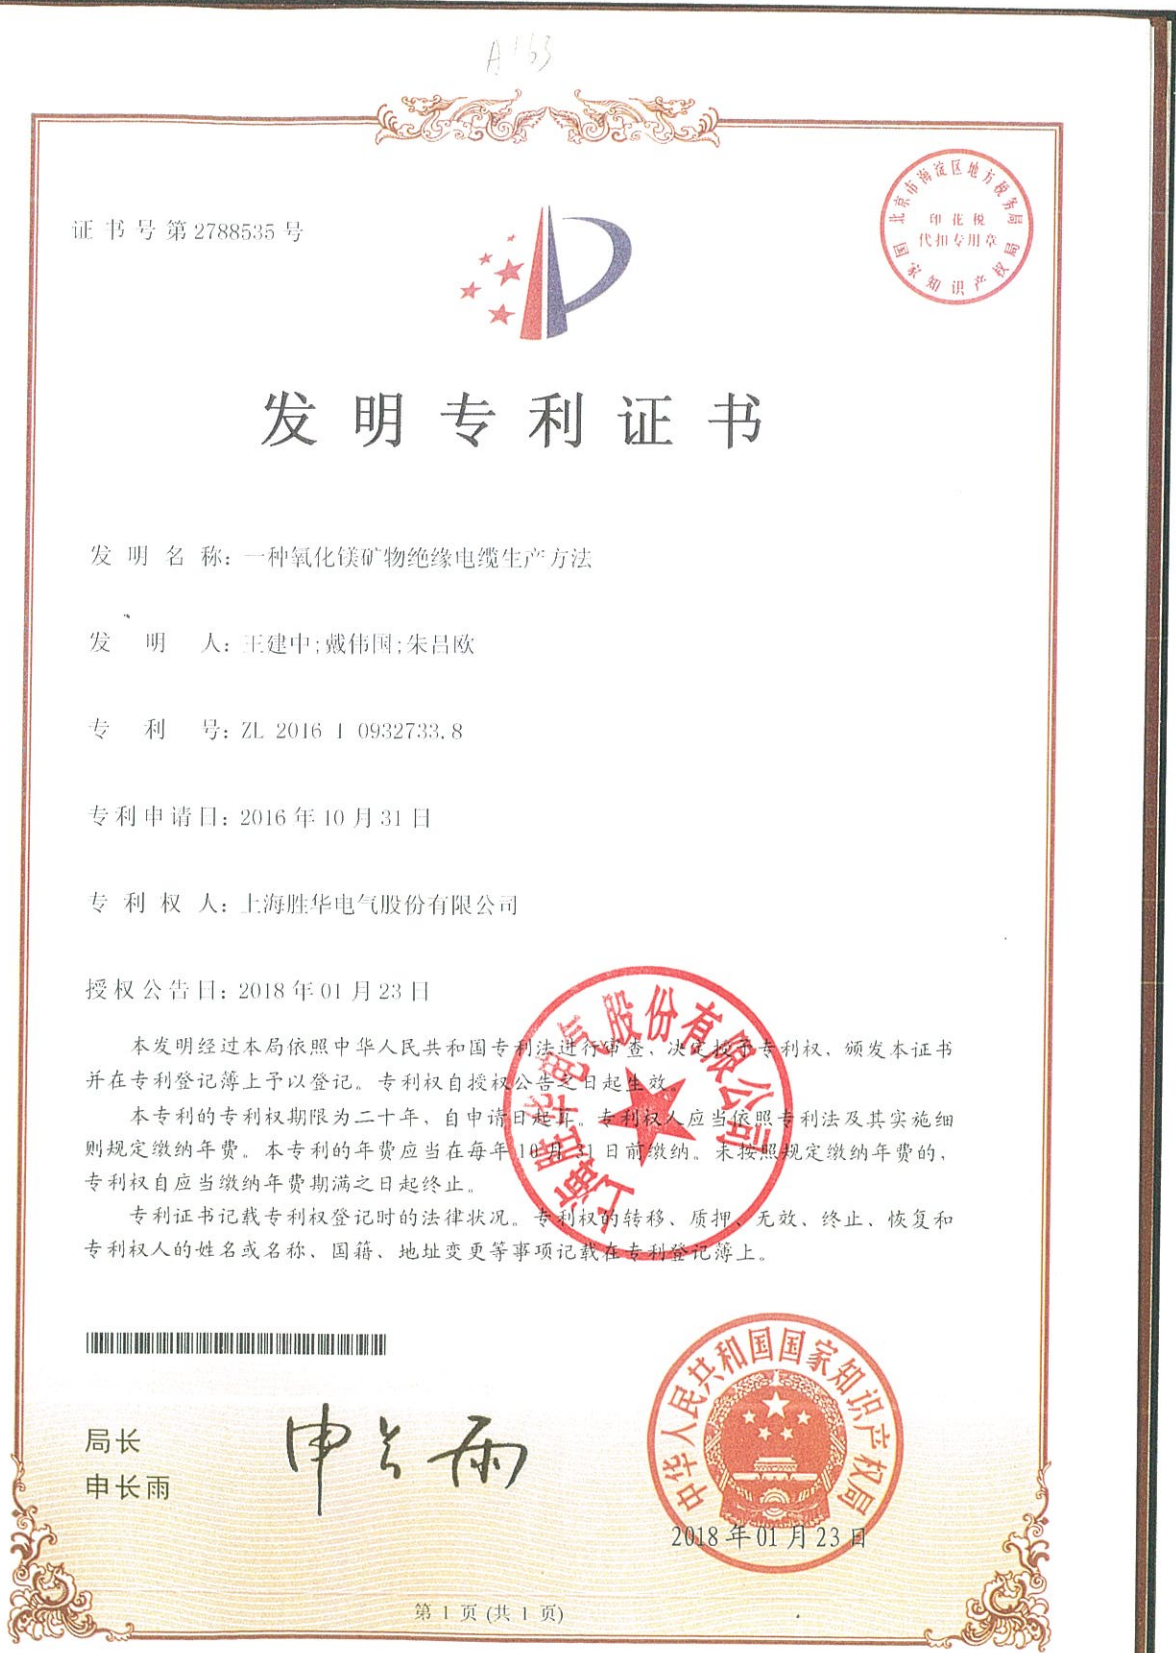 A163
证书号第2788535号
北京市海淀区地方税务局
印花税
代扣专用章
国家知识产权局
发明专利证书
发明名称：一种氧化镁矿物绝缘电缆生产方法
发明人：王建中;戴伟国;朱吕欧
专利号：ZL 2016 1 0932733.8
专利申请日：2016年10月31日
专利权人：上海胜华电气股份有限公司
授权公告日：2018年01月23日
本发明经过本局依照中华人民共和国专利法进行审查，决定授予专利权，颁发本证书
并在专利登记簿上予以登记。专利权自授权公告之日起生效。
本专利的专利权期限为二十年，自申请日起算。专利权人应当依照专利法及其实施细
则规定缴纳年费。本专利的年费应当在每年10月31日前缴纳。未按照规定缴纳年费的，
专利权自应当缴纳年费期满之日起终止。
专利证书记载专利权登记时的法律状况。专利权的转移、质押、无效、终止、恢复和
专利权人的姓名或名称、国籍、地址变更等事项记载在专利登记簿上。
上海胜华电气股份有限公司
局长
申长雨
申长雨
中华人民共和国国家知识产权局
2018年01月23日
第1页(共1页)